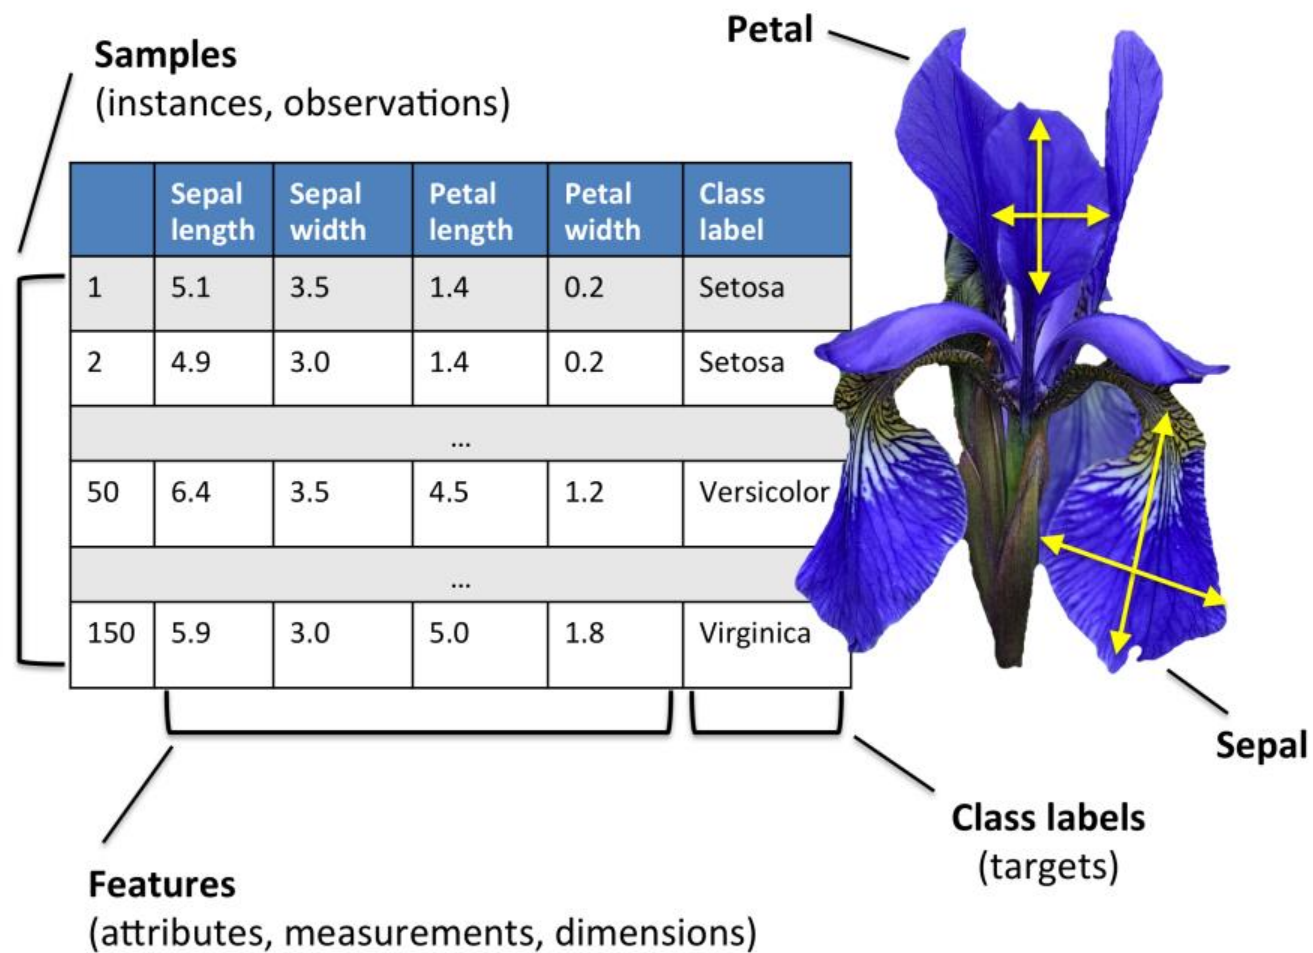 Petal
Samples
(instances, observations)
Sepal length Sepal width Petal length Petal width Class label
1 5.1 3.5 1.4 0.2 Setosa
2 4.9 3.0 1.4 0.2 Setosa
...
50 6.4 3.5 4.5 1.2 Versicolor
...
150 5.9 3.0 5.0 1.8 Virginica
Sepal
Class labels
(targets)
Features
(attributes, measurements, dimensions)